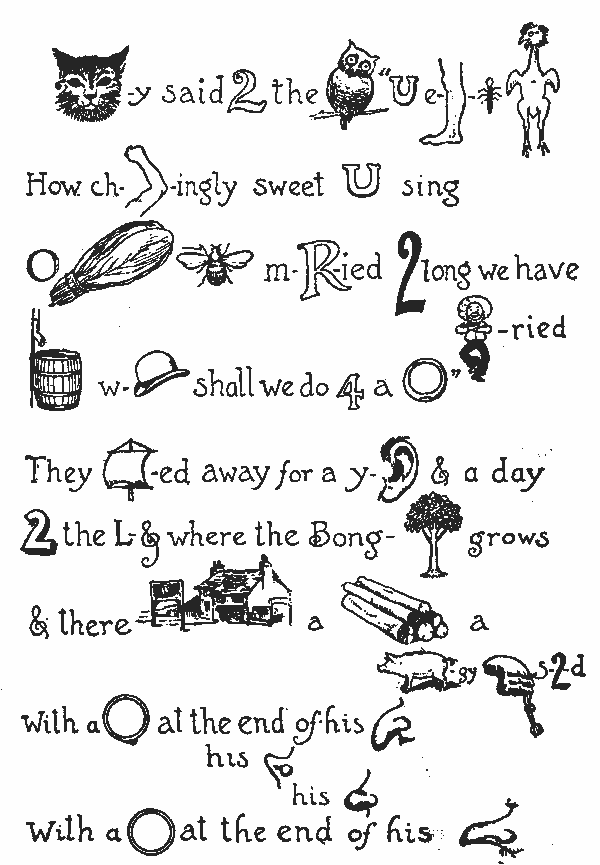 -y said 2 the "U e- -
How ch- -ingly sweet U sing
O m-R-ied 2 long we have
-ried
w- shall we do 4 a "
They -ed away for a y- & a day
2 the L-& where the Bong- grows
& there a a
gy s-2-d
With a at the end of his
his
his
With a at the end of his